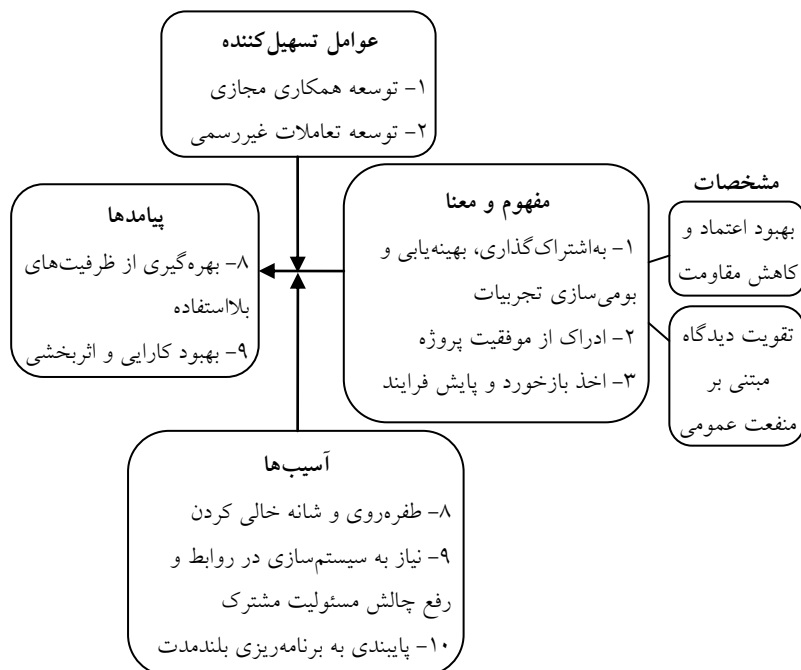 عوامل تسهیل‌کننده
۱- توسعه همکاری مجازی
۲- توسعه تعاملات غیررسمی
مشخصات
بهبود اعتماد و
کاهش مقاومت
تقویت دیدگاه
مبتنی بر
منفعت عمومی
مفهوم و معنا
۱- به‌اشتراک‌گذاری، بهینه‌یابی و
بومی‌سازی تجربیات
۲- ادراک از موفقیت پروژه
۳- اخذ بازخورد و پایش فرایند
پیامدها
۸- بهره‌گیری از ظرفیت‌های
بلااستفاده
۹- بهبود کارایی و اثربخشی
آسیب‌ها
۸- طفره‌روی و شانه خالی کردن
۹- نیاز به سیستم‌سازی در روابط و
رفع چالش مسئولیت مشترک
۱۰- پایبندی به برنامه‌ریزی بلندمدت